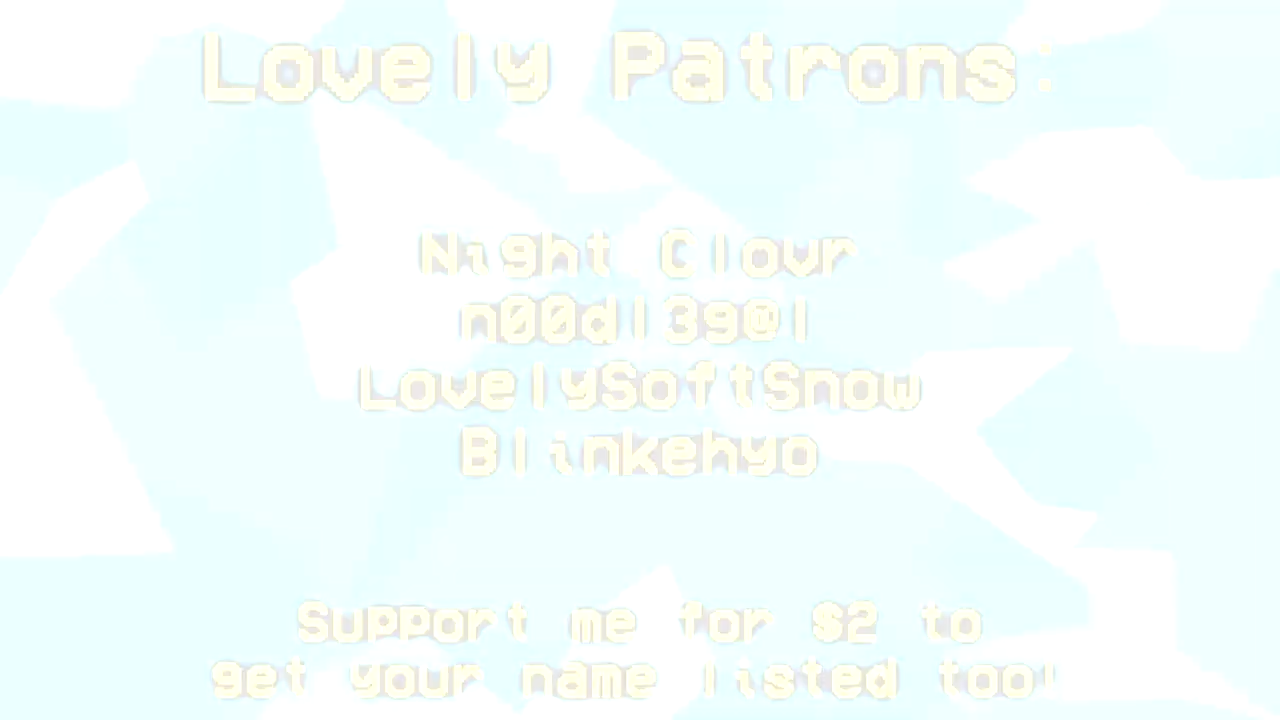 Lovely Patrons:
Night Clovr
n00dl39@l
LovelySoftSnow
Blinkehyo
Support me for $2 to
get your name listed too!